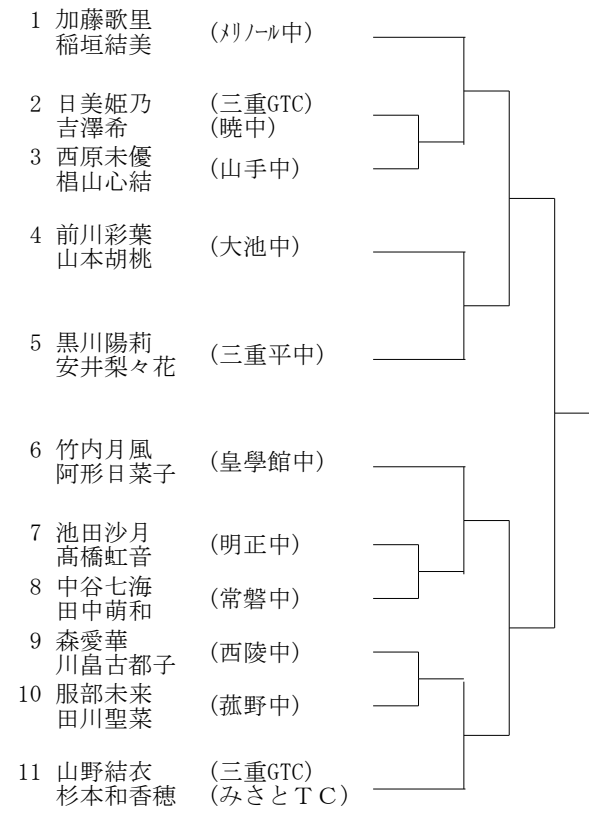 1 加藤歌里
稲垣結美
(ﾒﾘﾉｰﾙ中)
2 日美姫乃 (三重GTC)
吉澤希 (暁中)
3 西原未優
椙山心結
(山手中)
4 前川彩葉
山本胡桃
(大池中)
5 黒川陽莉
安井梨々花
(三重平中)
6 竹内月風
阿形日菜子
(皇學館中)
7 池田沙月
髙橋虹音
(明正中)
8 中谷七海
田中萌和
(常磐中)
9 森愛華
川畠古都子
(西陵中)
10 服部未来
田川聖菜
(菰野中)
11 山野結衣 (三重GTC)
杉本和香穂 (みさとＴＣ)